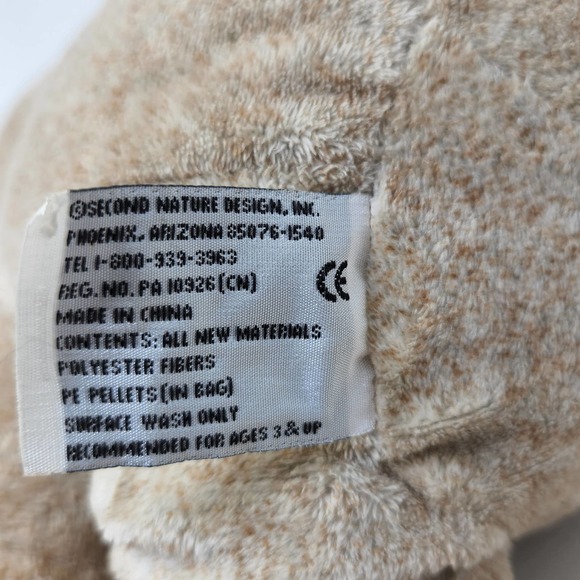 ©SECOND NATURE DESIGN, INC.
PHOENIX, ARIZONA 85076-1540
TEL 1-800-939-3963
REG. NO. PA 10926(CN)
CE
MADE IN CHINA
CONTENTS: ALL NEW MATERIALS
POLYESTER FIBERS
PE PELLETS(IN BAG)
SURFACE WASH ONLY
RECOMMENDED FOR AGES 3 & UP